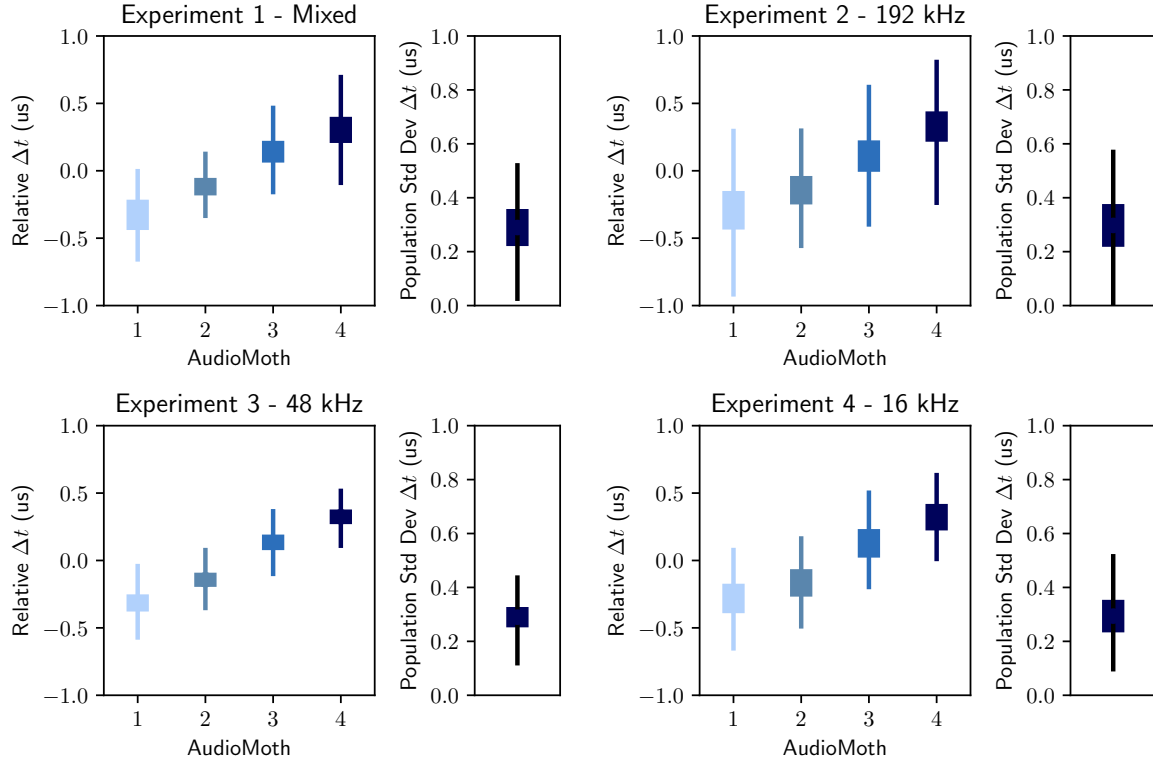 Experiment 1 - Mixed
Relative Δt (us)
1.0
0.5
0.0
−0.5
−1.0
1 2 3 4
AudioMoth
Population Std Dev Δt (us)
1.0
0.8
0.6
0.4
0.2
0.0
Experiment 2 - 192 kHz
Relative Δt (us)
1.0
0.5
0.0
−0.5
−1.0
1 2 3 4
AudioMoth
Population Std Dev Δt (us)
1.0
0.8
0.6
0.4
0.2
0.0
Experiment 3 - 48 kHz
Relative Δt (us)
1.0
0.5
0.0
−0.5
−1.0
1 2 3 4
AudioMoth
Population Std Dev Δt (us)
1.0
0.8
0.6
0.4
0.2
0.0
Experiment 4 - 16 kHz
Relative Δt (us)
1.0
0.5
0.0
−0.5
−1.0
1 2 3 4
AudioMoth
Population Std Dev Δt (us)
1.0
0.8
0.6
0.4
0.2
0.0